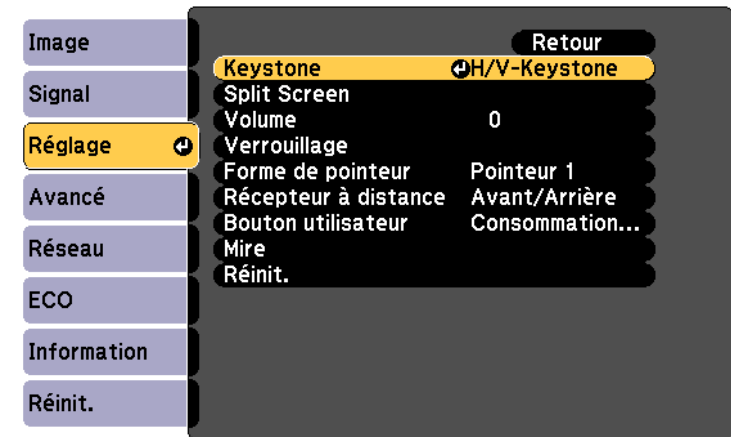 Image
Signal
Réglage
Avancé
Réseau
ECO
Information
Réinit.
Retour
Keystone H/V-Keystone
Split Screen
Volume 0
Verrouillage
Forme de pointeur Pointeur 1
Récepteur à distance Avant/Arrière
Bouton utilisateur Consommation...
Mire
Réinit.